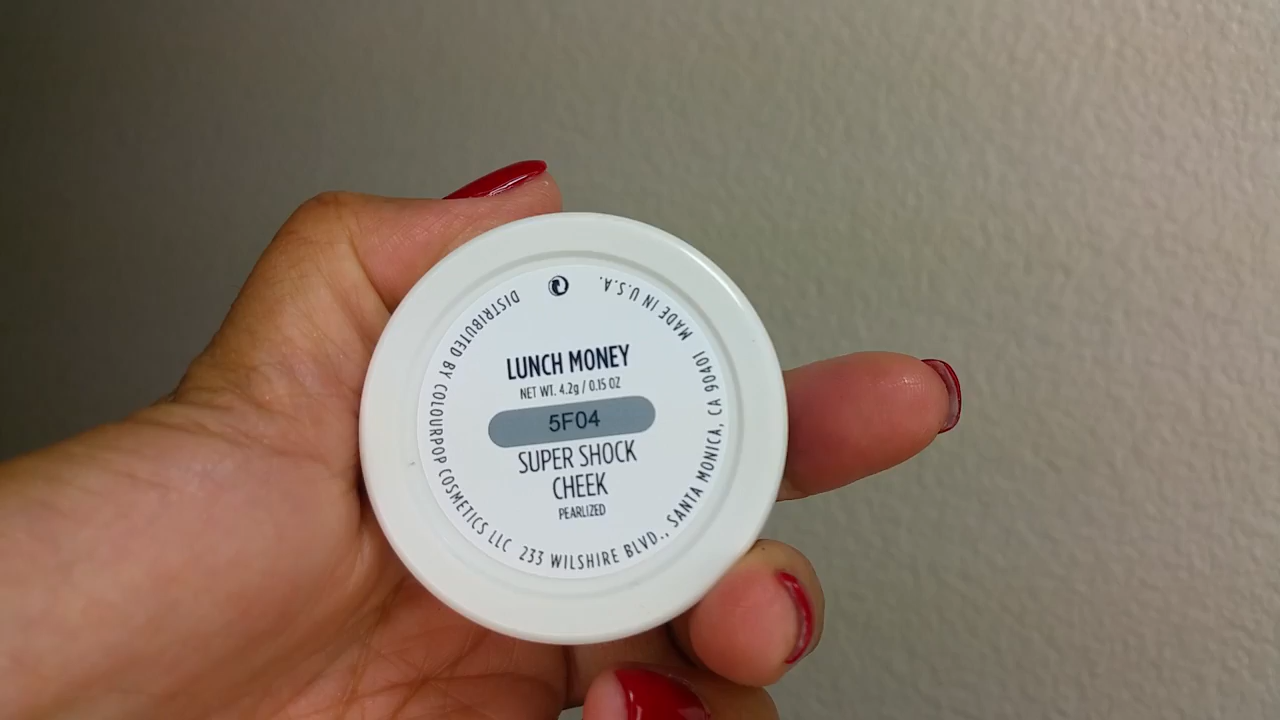 LUNCH MONEY
NET WT. 4.2g / 0.15 OZ
5F04
SUPER SHOCK
CHEEK
PEARLIZED
DISTRIBUTED BY COLOURPOP COSMETICS LLC 233 WILSHIRE BLVD., SANTA MONICA, CA 90401 MADE IN U.S.A.